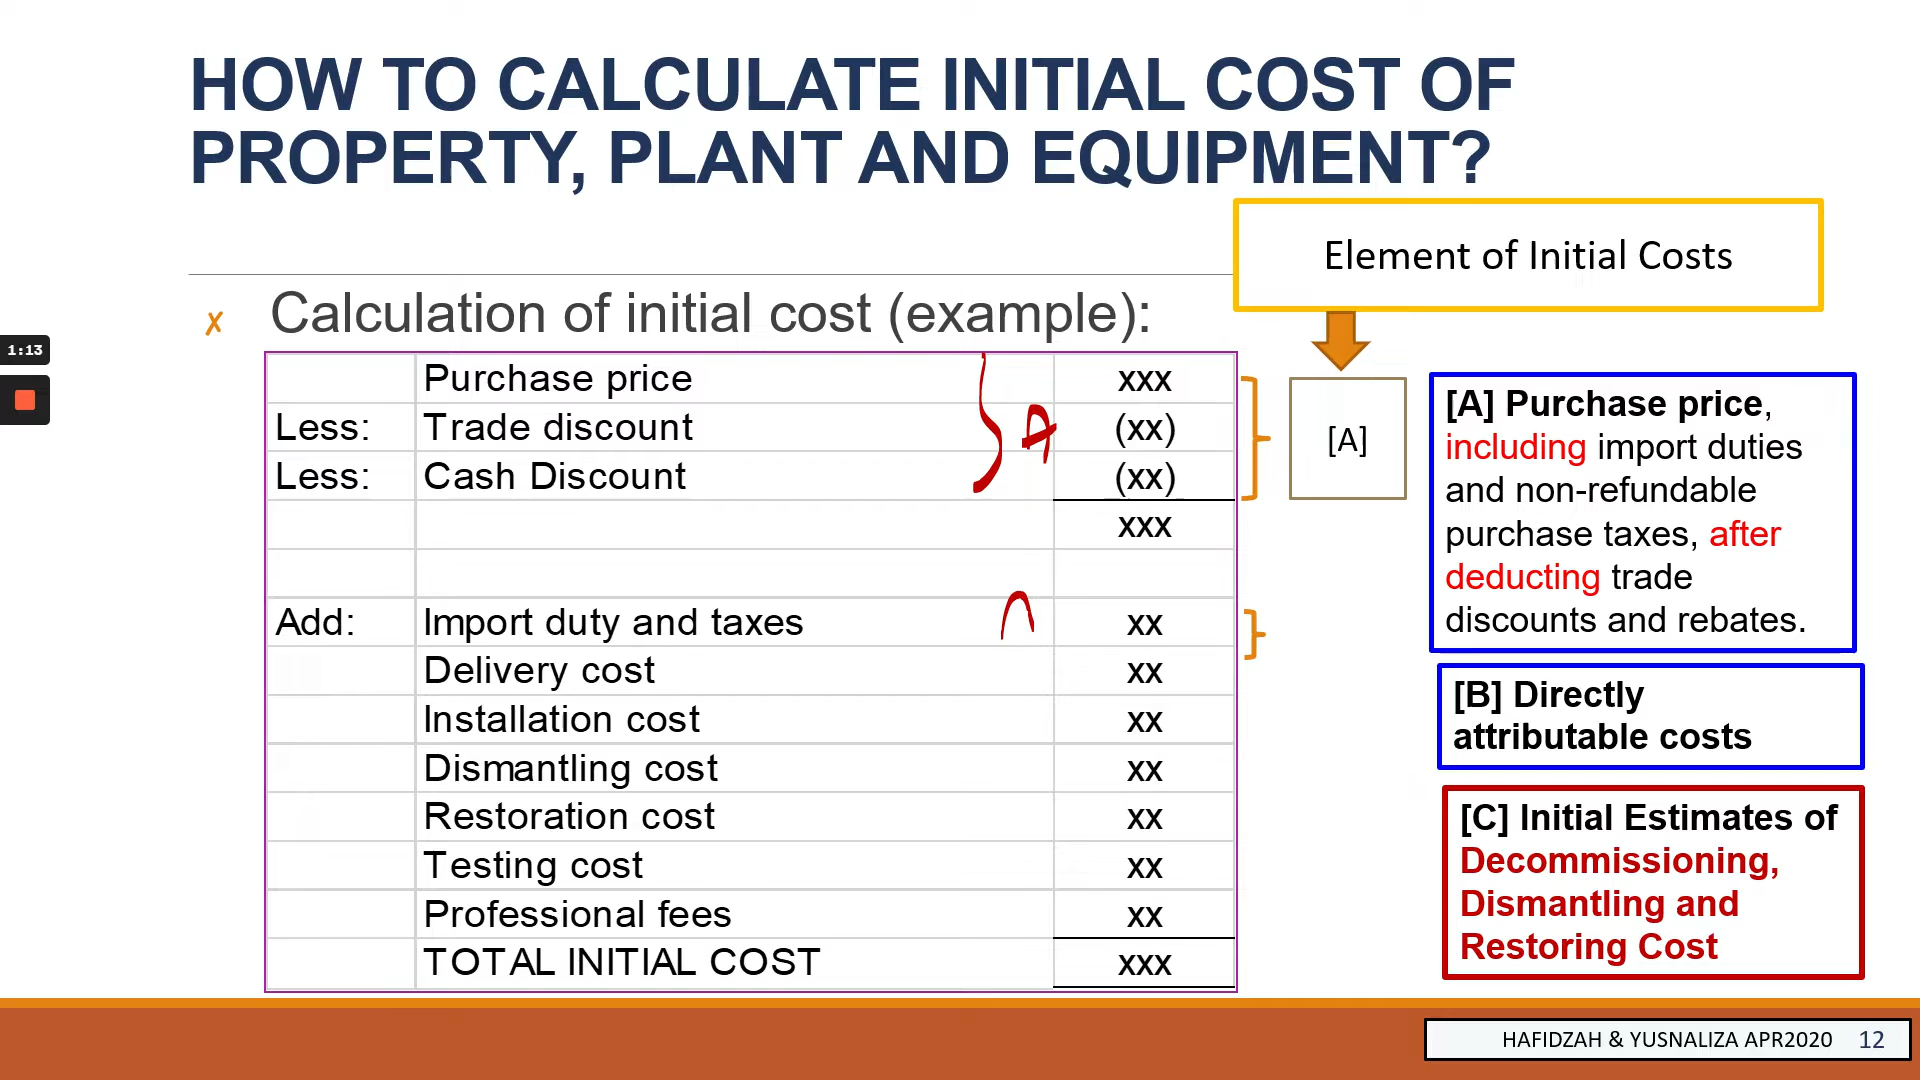 HOW TO CALCULATE INITIAL COST OF
PROPERTY, PLANT AND EQUIPMENT?
Element of Initial Costs
✗ Calculation of initial cost (example):
1:13
Purchase price xxx
Less: Trade discount (xx)
Less: Cash Discount (xx)
xxx
Add: Import duty and taxes xx
Delivery cost xx
Installation cost xx
Dismantling cost xx
Restoration cost xx
Testing cost xx
Professional fees xx
TOTAL INITIAL COST xxx
A
[A]
[A] Purchase price,
including import duties
and non-refundable
purchase taxes, after
deducting trade
discounts and rebates.
[B] Directly
attributable costs
[C] Initial Estimates of
Decommissioning,
Dismantling and
Restoring Cost
HAFIDZAH & YUSNALIZA APR2020 12